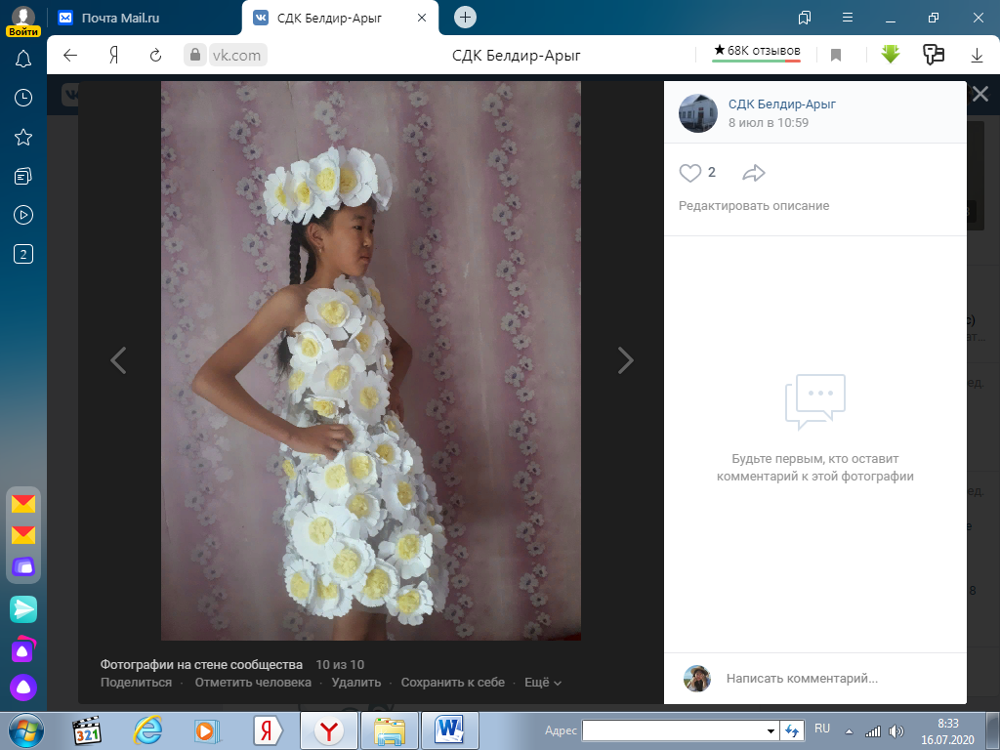 Почта Mail.ru
СДК Белдир-Арыг
Войти
vk.com
СДК Белдир-Арыг
★ 68K отзывов
СДК Белдир-Арыг
8 июл в 10:59
2
Редактировать описание
2
Будьте первым, кто оставит
комментарий к этой фотографии
Фотографии на стене сообщества 10 из 10
Поделиться · Отметить человека · Удалить · Сохранить к себе · Ещё
Написать комментарий...
321
Я
Y
W
Адрес
RU
8:33
16.07.2020